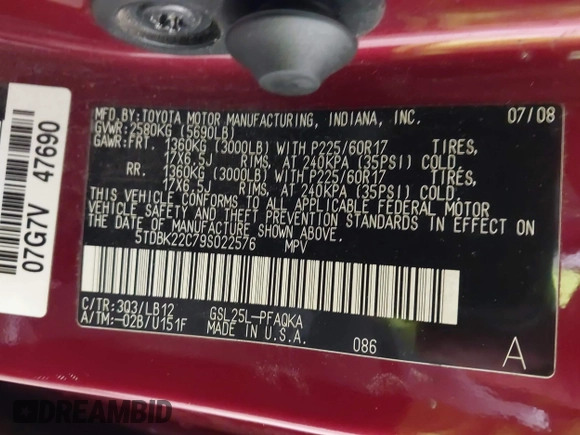 MFD.BY:TOYOTA MOTOR MANUFACTURING, INDIANA, INC. 07/08
GVWR:2580KG (5690LB)
GAWR:FRT. 1360KG (3000LB) WITH P225/60R17 TIRES,
17X6.5J RIMS, AT 240KPA (35PSI) COLD
RR. 1360KG (3000LB) WITH P225/60R17 TIRES,
17X6.5J RIMS, AT 240KPA (35PSI) COLD.
THIS VEHICLE CONFORMS TO ALL APPLICABLE FEDERAL MOTOR
VEHICLE SAFETY AND THEFT PREVENTION STANDARDS IN EFFECT ON
THE DATE OF MANUFACTURE SHOWN ABOVE.
5TDBK22C79S022576 MPV
C/TR:3Q3/LB12 GSL25L-PFAQKA
A/TM:-02B/U151F MADE IN U.S.A. 086 A
07G7V 47690
DREAMBID